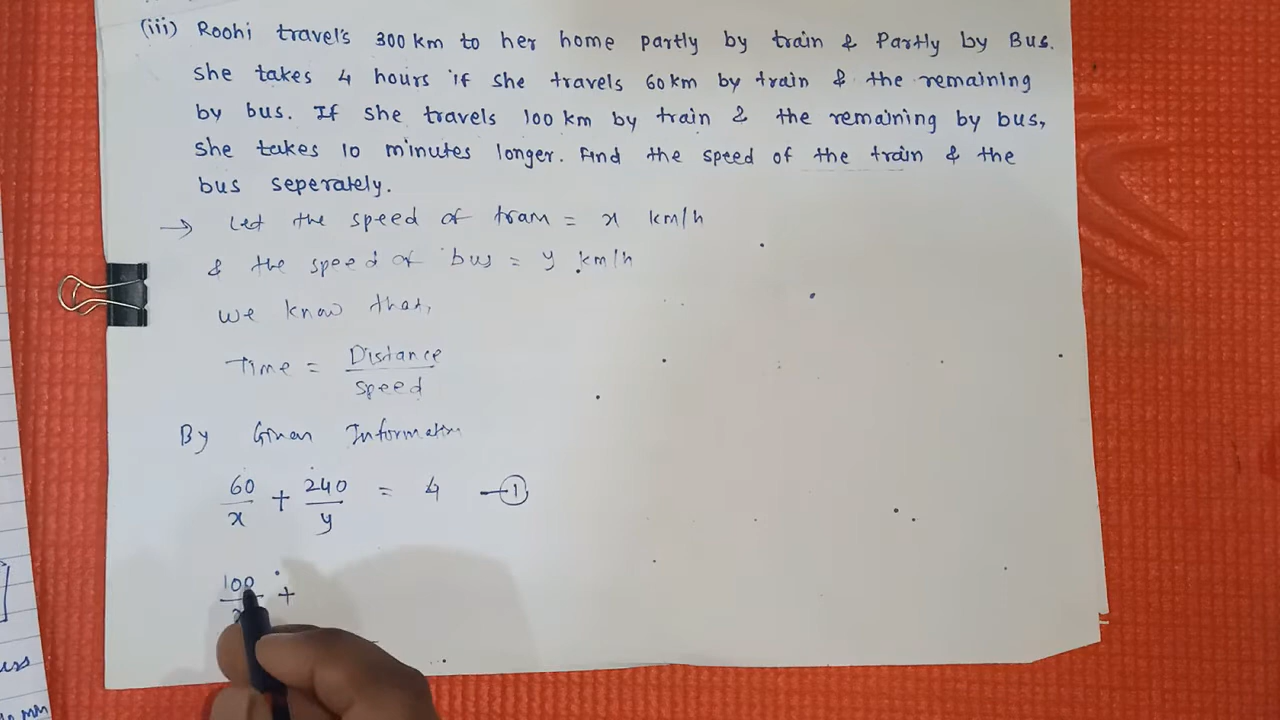 (iii) Roohi travel's 300 km to her home partly by train & Partly by Bus.
she takes 4 hours if she travels 60 km by train & the remaining
by bus. If she travels 100 km by train & the remaining by bus,
she takes 10 minutes longer. Find the speed of the train & the
bus seperately.
→ Let the speed of train = x km/h
& the speed of bus = y km/h
we know that,
Time = Distance / speed
By Given Information
60/x + 240/y = 4 —①
100/x +